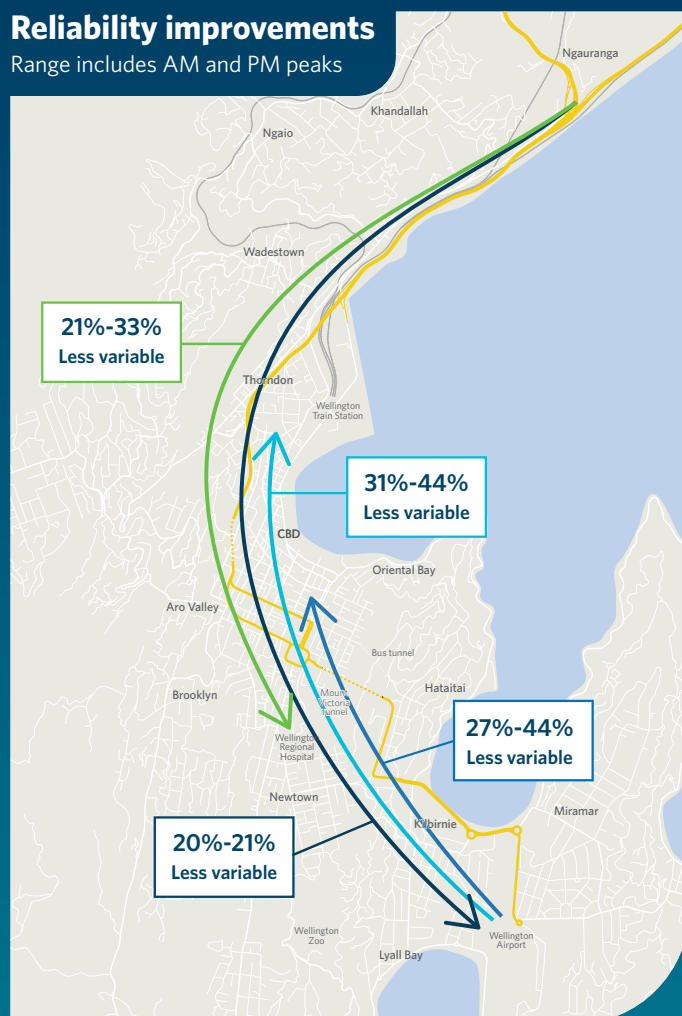 Reliability improvements
Range includes AM and PM peaks
Ngauranga
Khandallah
Ngaio
Wadestown
21%-33%
Less variable
Thorndon
Wellington
Train Station
31%-44%
Less variable
CBD
Oriental Bay
Aro Valley
Bus tunnel
Hataitai
Brooklyn
Mount
Victoria
tunnel
27%-44%
Less variable
Wellington
Regional
Hospital
Newtown
Miramar
Kilbirnie
20%-21%
Less variable
Wellington
Zoo
Wellington
Airport
Lyall Bay